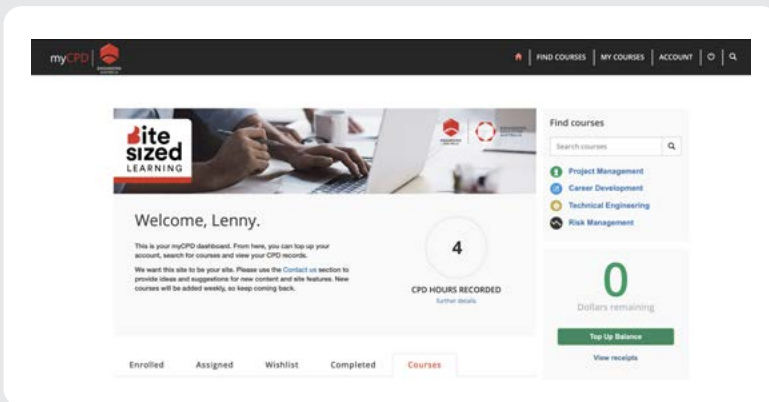 myCPD
FIND COURSES
MY COURSES
ACCOUNT
Bite
sized
LEARNING
Welcome, Lenny.
This is your myCPD dashboard. From here, you can top up your
account, search for courses and view your CPD records.
We want this site to be your site. Please use the Contact us section to
provide ideas and suggestions for new content and site features. New
courses will be added weekly, so keep coming back.
4
CPD HOURS RECORDED
further details
Find courses
Search courses
Project Management
Career Development
Technical Engineering
Risk Management
0
Dollars remaining
Top Up Balance
View receipts
Enrolled
Assigned
Wishlist
Completed
Courses